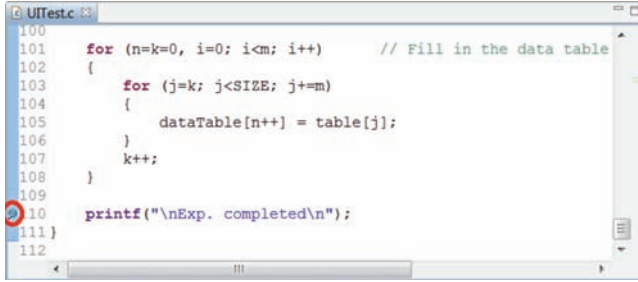 UITest.c
100
101 for (n=k=0, i=0; i<m; i++) // Fill in the data table
102 {
103 for (j=k; j<SIZE; j+=m)
104 {
105 dataTable[n++] = table[j];
106 }
107 k++;
108 }
109
110 printf("\nExp. completed\n");
111 }
112